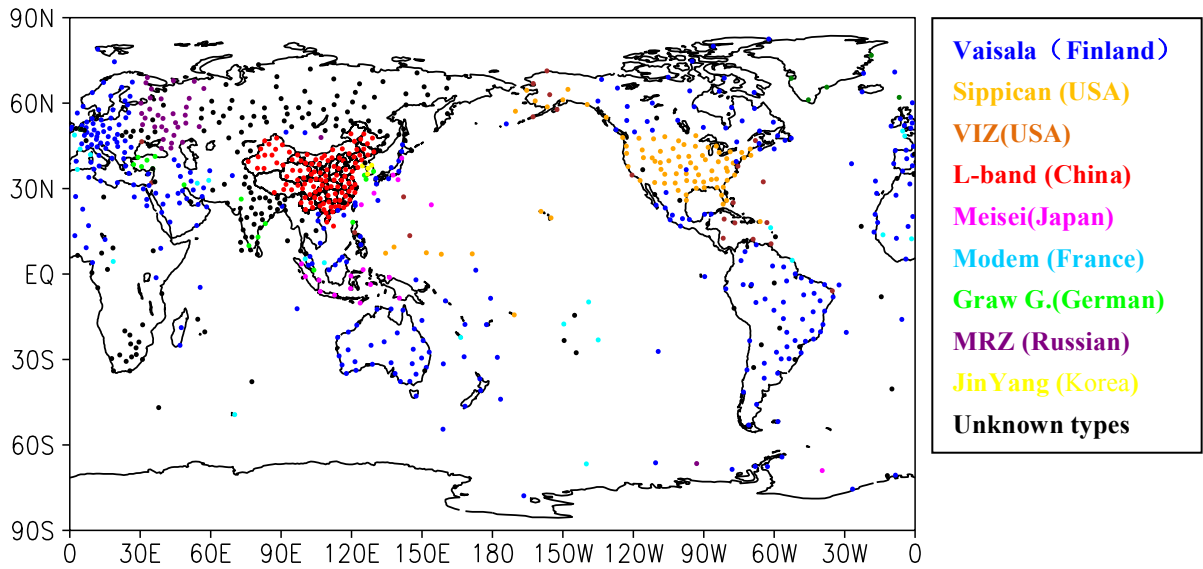 90N
60N
30N
EQ
30S
60S
90S
0 30E 60E 90E 120E 150E 180 150W 120W 90W 60W 30W 0
Vaisala（Finland）
Sippican (USA)
VIZ(USA)
L-band (China)
Meisei(Japan)
Modem (France)
Graw G.(German)
MRZ (Russian)
JinYang (Korea)
Unknown types